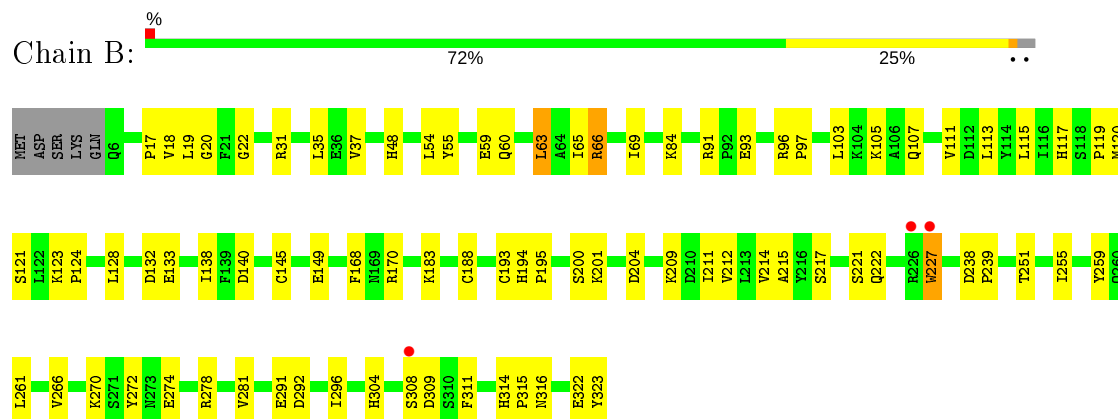 %
Chain B:
72% 25% • •
MET ASP SER LYS GLN Q6 P17 V18 L19 G20 F21 G22 R31 L35 E36 V37 H48 L54 Y55 E59 Q60 L63 A64 I65 R66 I69 K84 R91 P92 E93 R96 P97 L103 K104 K105 A106 Q107 V111 D112 L113 Y114 L115 I116 H117 S118 P119 M120
S121 L122 K123 P124 L128 D132 E133 I138 F139 D140 C145 E149 F168 N169 R170 K183 C188 C193 H194 P195 S200 K201 D204 K209 D210 I211 V212 L213 V214 A215 Y216 S217 S221 Q222 R226 W227 D238 P239 T251 I255 Y259 Q260
L261 V266 K270 S271 Y272 N273 E274 R278 V281 E291 D292 I296 H304 S308 D309 S310 F311 H314 P315 N316 E322 Y323